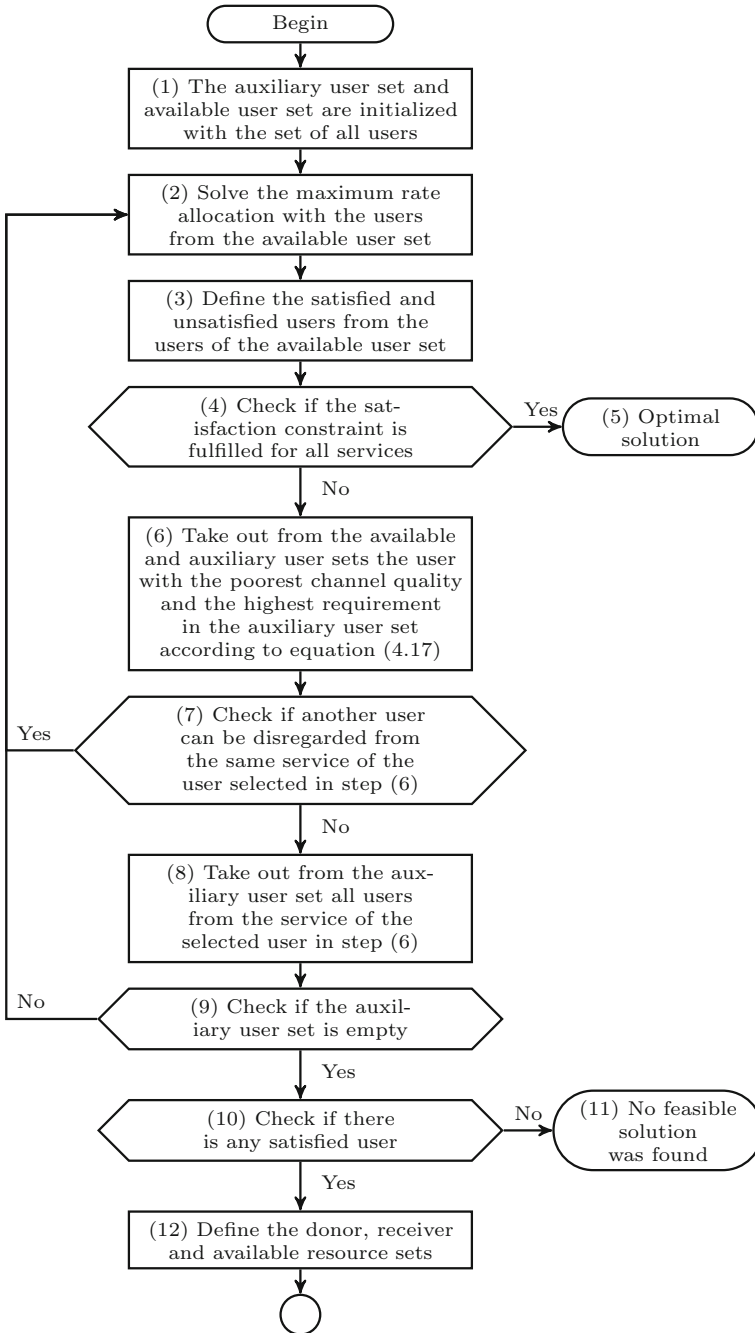 Begin
(1) The auxiliary user set and
available user set are initialized
with the set of all users
(2) Solve the maximum rate
allocation with the users
from the available user set
(3) Define the satisfied and
unsatisfied users from the
users of the available user set
(4) Check if the sat-
isfaction constraint is
fulfilled for all services
Yes
(5) Optimal
solution
No
(6) Take out from the available
and auxiliary user sets the user
with the poorest channel quality
and the highest requirement
in the auxiliary user set
according to equation (4.17)
Yes
(7) Check if another user
can be disregarded from
the same service of the
user selected in step (6)
No
(8) Take out from the aux-
iliary user set all users
from the service of the
selected user in step (6)
No
(9) Check if the auxil-
iary user set is empty
Yes
(10) Check if there
is any satisfied user
No
(11) No feasible
solution
was found
Yes
(12) Define the donor, receiver
and available resource sets